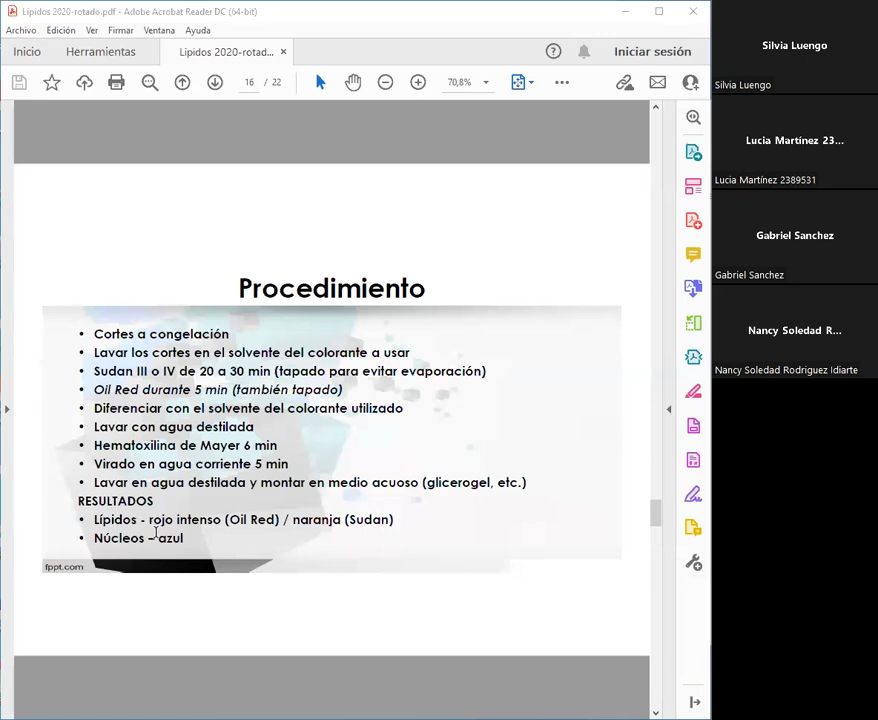 Lipidos 2020-rotado.pdf - Adobe Acrobat Reader DC (64-bit)
Archivo Edición Ver Firmar Ventana Ayuda
Inicio Herramientas Lipidos 2020-rotad... × Iniciar sesión
16 / 22 70,8%
Procedimiento
• Cortes a congelación
• Lavar los cortes en el solvente del colorante a usar
• Sudan III o IV de 20 a 30 min (tapado para evitar evaporación)
• Oil Red durante 5 min (también tapado)
• Diferenciar con el solvente del colorante utilizado
• Lavar con agua destilada
• Hematoxilina de Mayer 6 min
• Virado en agua corriente 5 min
• Lavar en agua destilada y montar en medio acuoso (glicerogel, etc.)
RESULTADOS
• Lípidos - rojo intenso (Oil Red) / naranja (Sudan)
• Núcleos – azul
fppt.com
Silvia Luengo
Silvia Luengo
Lucia Martínez 23...
Lucia Martínez 2389531
Gabriel Sanchez
Gabriel Sanchez
Nancy Soledad R...
Nancy Soledad Rodriguez Idiarte